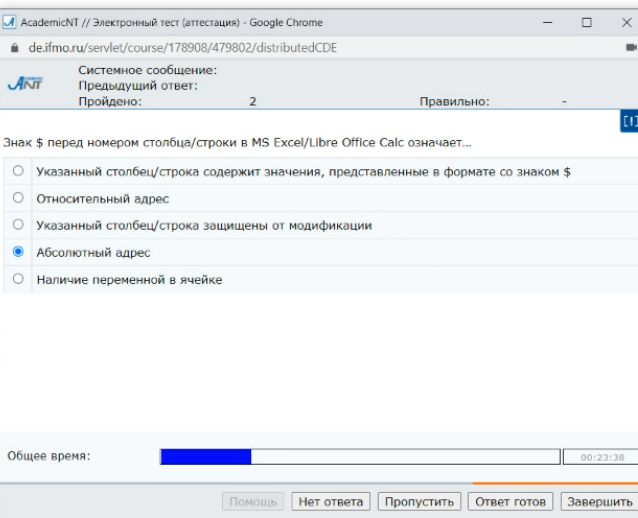 AcademicNT // Электронный тест (аттестация) - Google Chrome
de.ifmo.ru/servlet/course/178908/479802/distributedCDE
Academic
ANT
Системное сообщение:
Предыдущий ответ:
Пройдено: 2 Правильно: -
[!]
Знак $ перед номером столбца/строки в MS Excel/Libre Office Calc означает...
Указанный столбец/строка содержит значения, представленные в формате со знаком $
Относительный адрес
Указанный столбец/строка защищены от модификации
Абсолютный адрес
Наличие переменной в ячейке
Общее время: 00:23:38
Помощь Нет ответа Пропустить Ответ готов Завершить